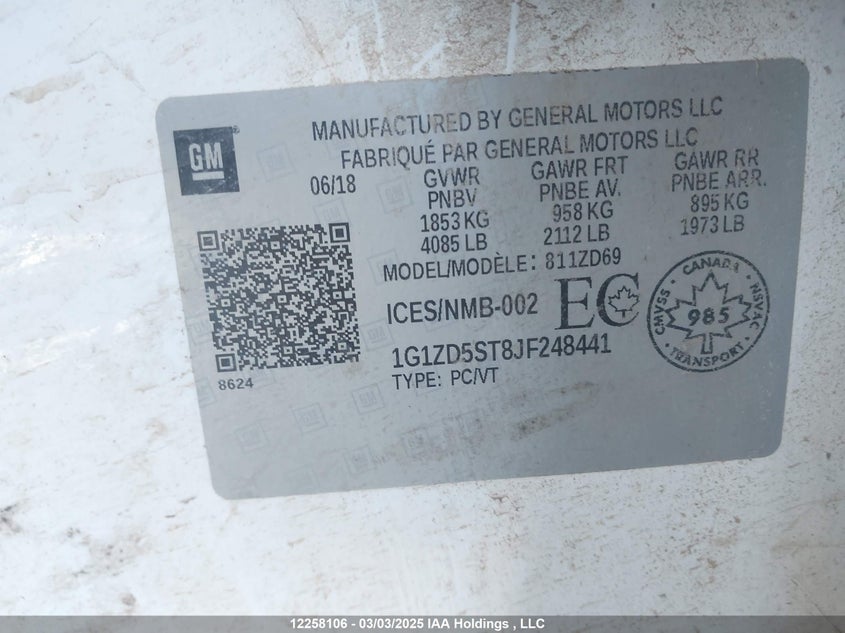 MANUFACTURED BY GENERAL MOTORS LLC
FABRIQUÉ PAR GENERAL MOTORS LLC
GM
06/18
GVWR GAWR FRT GAWR RR
PNBV PNBE AV. PNBE ARR.
1853 KG 958 KG 895 KG
4085 LB 2112 LB 1973 LB
MODEL/MODÈLE: 811ZD69
ICES/NMB-002 EC
CANADA
CMVSS 985 NSVAC
TRANSPORT
1G1ZD5ST8JF248441
TYPE: PC/VT
8624
12258106 - 03/03/2025 IAA Holdings , LLC